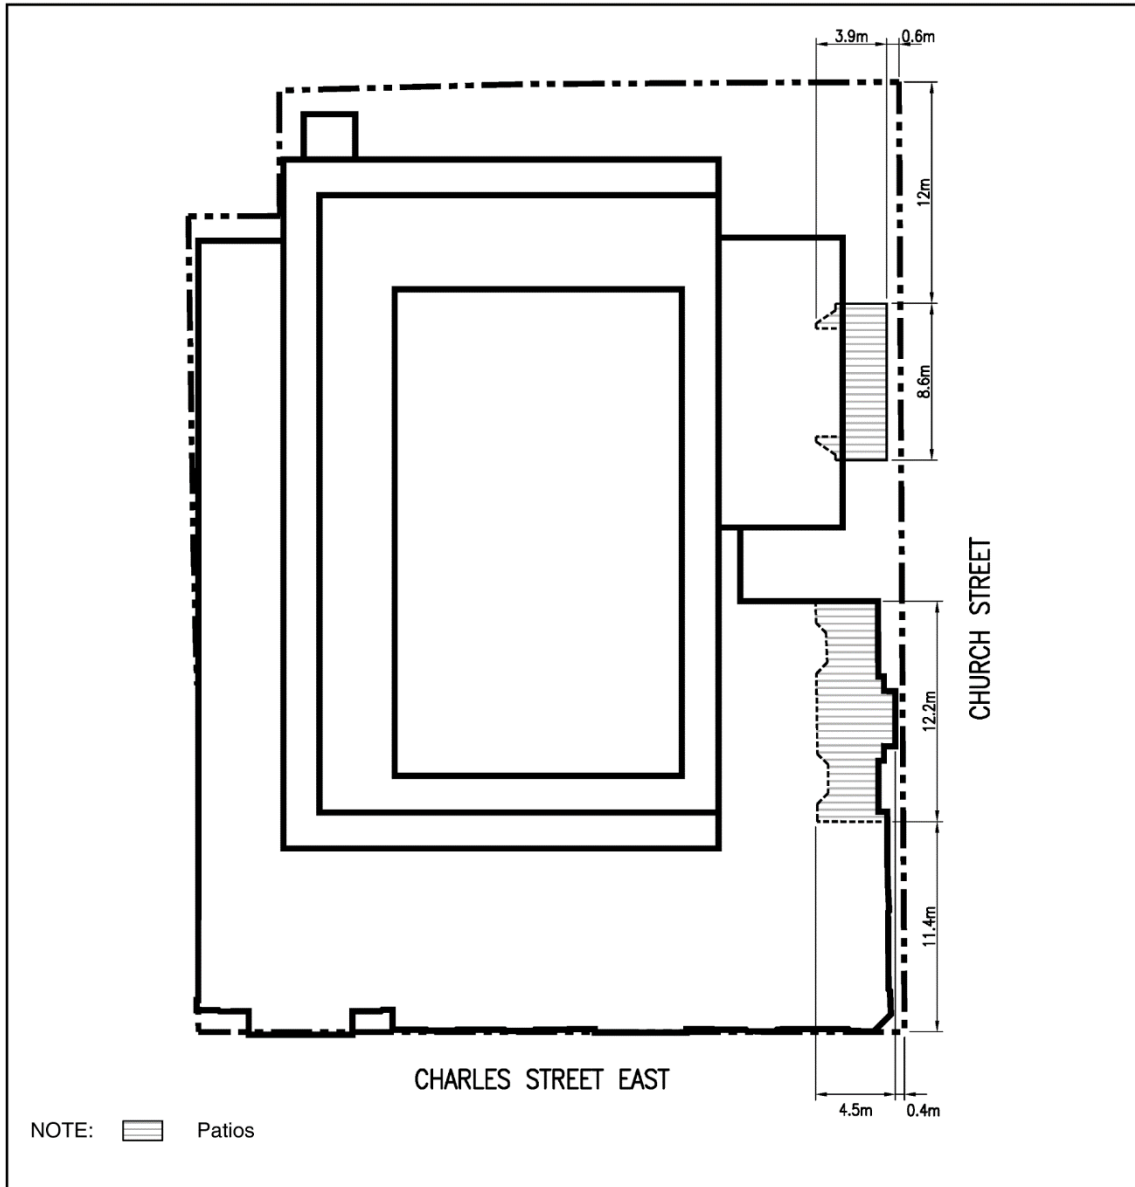 3.9m 0.6m
12m
8.6m
CHURCH STREET
12.2m
11.4m
CHARLES STREET EAST
4.5m 0.4m
NOTE: Patios